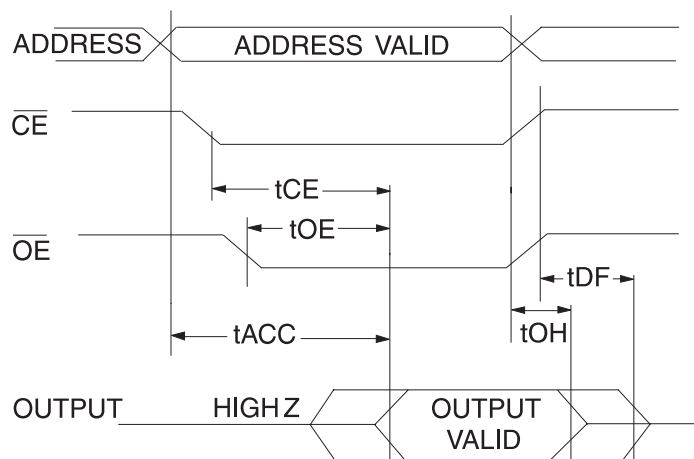 ADDRESS
ADDRESS VALID
CE
tCE
tOE
OE
tDF
tACC
tOH
OUTPUT
HIGH Z
OUTPUT
VALID